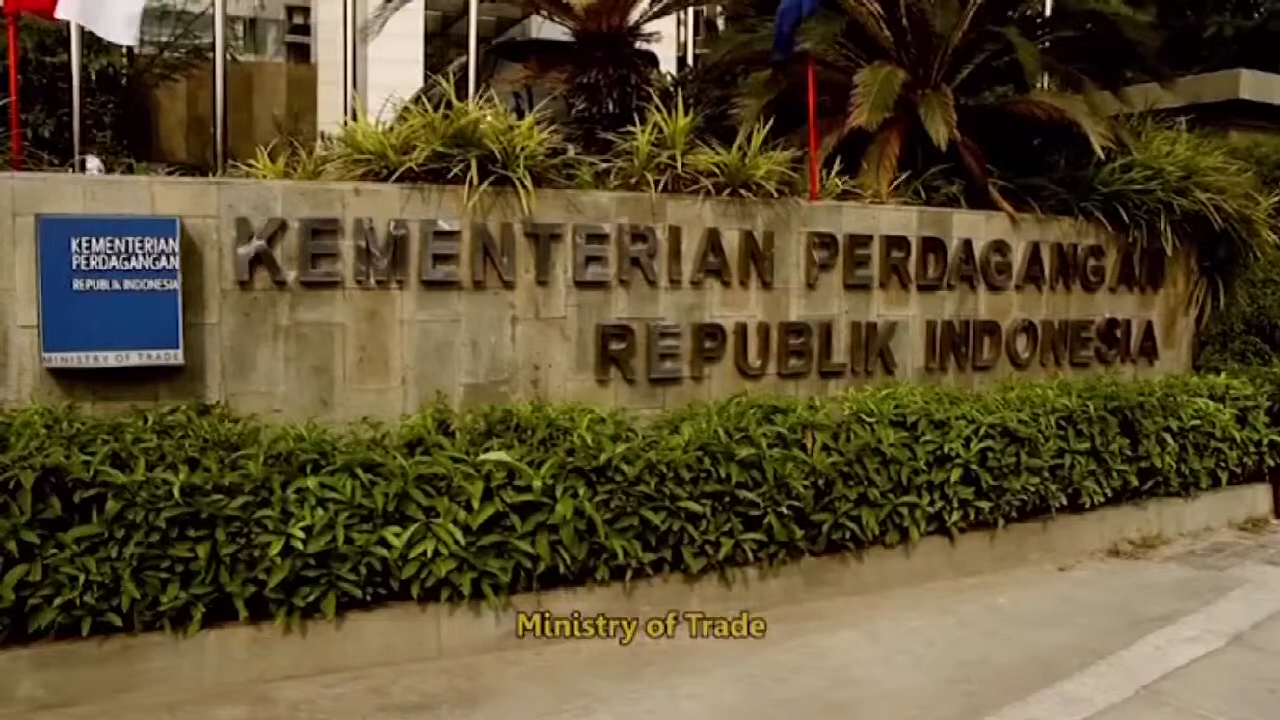 KEMENTERIAN
PERDAGANGAN
REPUBLIK INDONESIA
MINISTRY OF TRADE
KEMENTERIAN PERDAGANGAN
REPUBLIK INDONESIA
Ministry of Trade